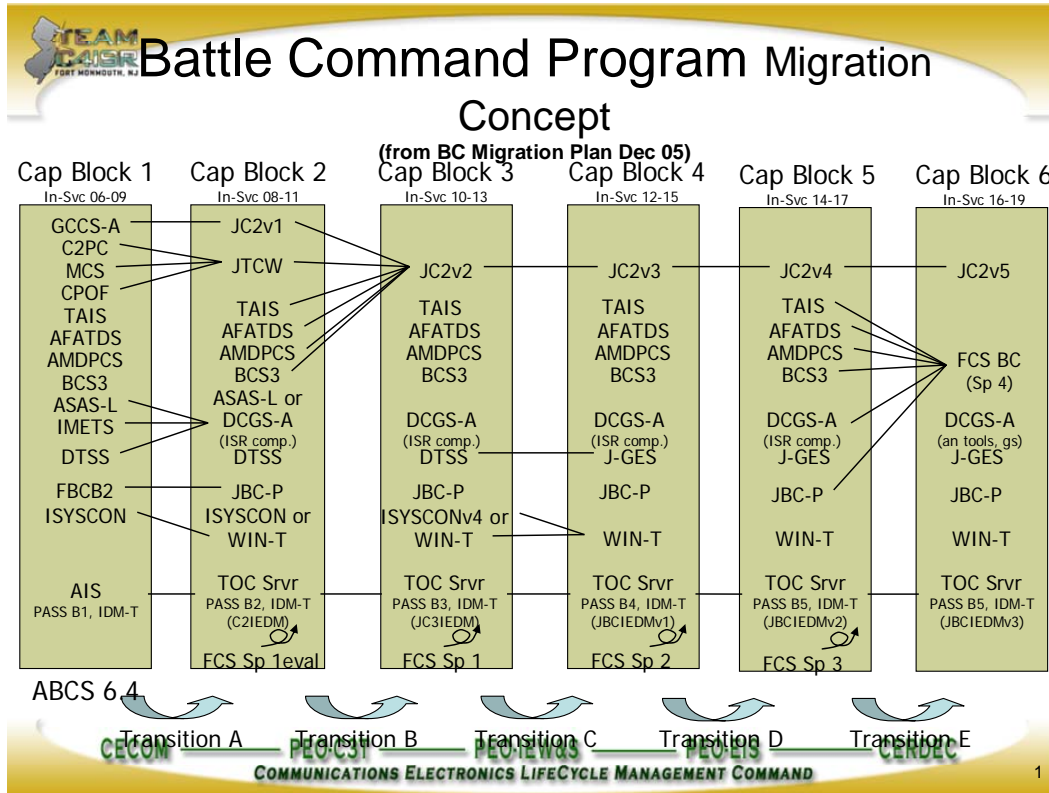 TEAM
C4ISR
FORT MONMOUTH, NJ
Battle Command Program Migration
Concept
(from BC Migration Plan Dec 05)
Cap Block 1
In-Svc 06-09
GCCS-A
C2PC
MCS
CPOF
TAIS
AFATDS
AMDPCS
BCS3
ASAS-L
IMETS
DTSS
FBCB2
ISYSCON
AIS
PASS B1, IDM-T
ABCS 6.4
Cap Block 2
In-Svc 08-11
JC2v1
JTCW
TAIS
AFATDS
AMDPCS
BCS3
ASAS-L or
DCGS-A
(ISR comp.)
DTSS
JBC-P
ISYSCON or
WIN-T
TOC Srvr
PASS B2, IDM-T
(C2IEDM)
FCS Sp 1eval
Cap Block 3
In-Svc 10-13
JC2v2
TAIS
AFATDS
AMDPCS
BCS3
DCGS-A
(ISR comp.)
DTSS
JBC-P
ISYSCONv4 or
WIN-T
TOC Srvr
PASS B3, IDM-T
(JC3IEDM)
FCS Sp 1
Cap Block 4
In-Svc 12-15
JC2v3
TAIS
AFATDS
AMDPCS
BCS3
DCGS-A
(ISR comp.)
J-GES
JBC-P
WIN-T
TOC Srvr
PASS B4, IDM-T
(JBCIEDMv1)
FCS Sp 2
Cap Block 5
In-Svc 14-17
JC2v4
TAIS
AFATDS
AMDPCS
BCS3
DCGS-A
(ISR comp.)
J-GES
JBC-P
WIN-T
TOC Srvr
PASS B5, IDM-T
(JBCIEDMv2)
FCS Sp 3
Cap Block 6
In-Svc 16-19
JC2v5
FCS BC
(Sp 4)
DCGS-A
(an tools, gs)
J-GES
JBC-P
WIN-T
TOC Srvr
PASS B5, IDM-T
(JBCIEDMv3)
Transition A
Transition B
Transition C
Transition D
Transition E
CECOM PEO-C3T PEO-IEW&S PEO-EIS CERDEC
COMMUNICATIONS ELECTRONICS LIFECYCLE MANAGEMENT COMMAND
1